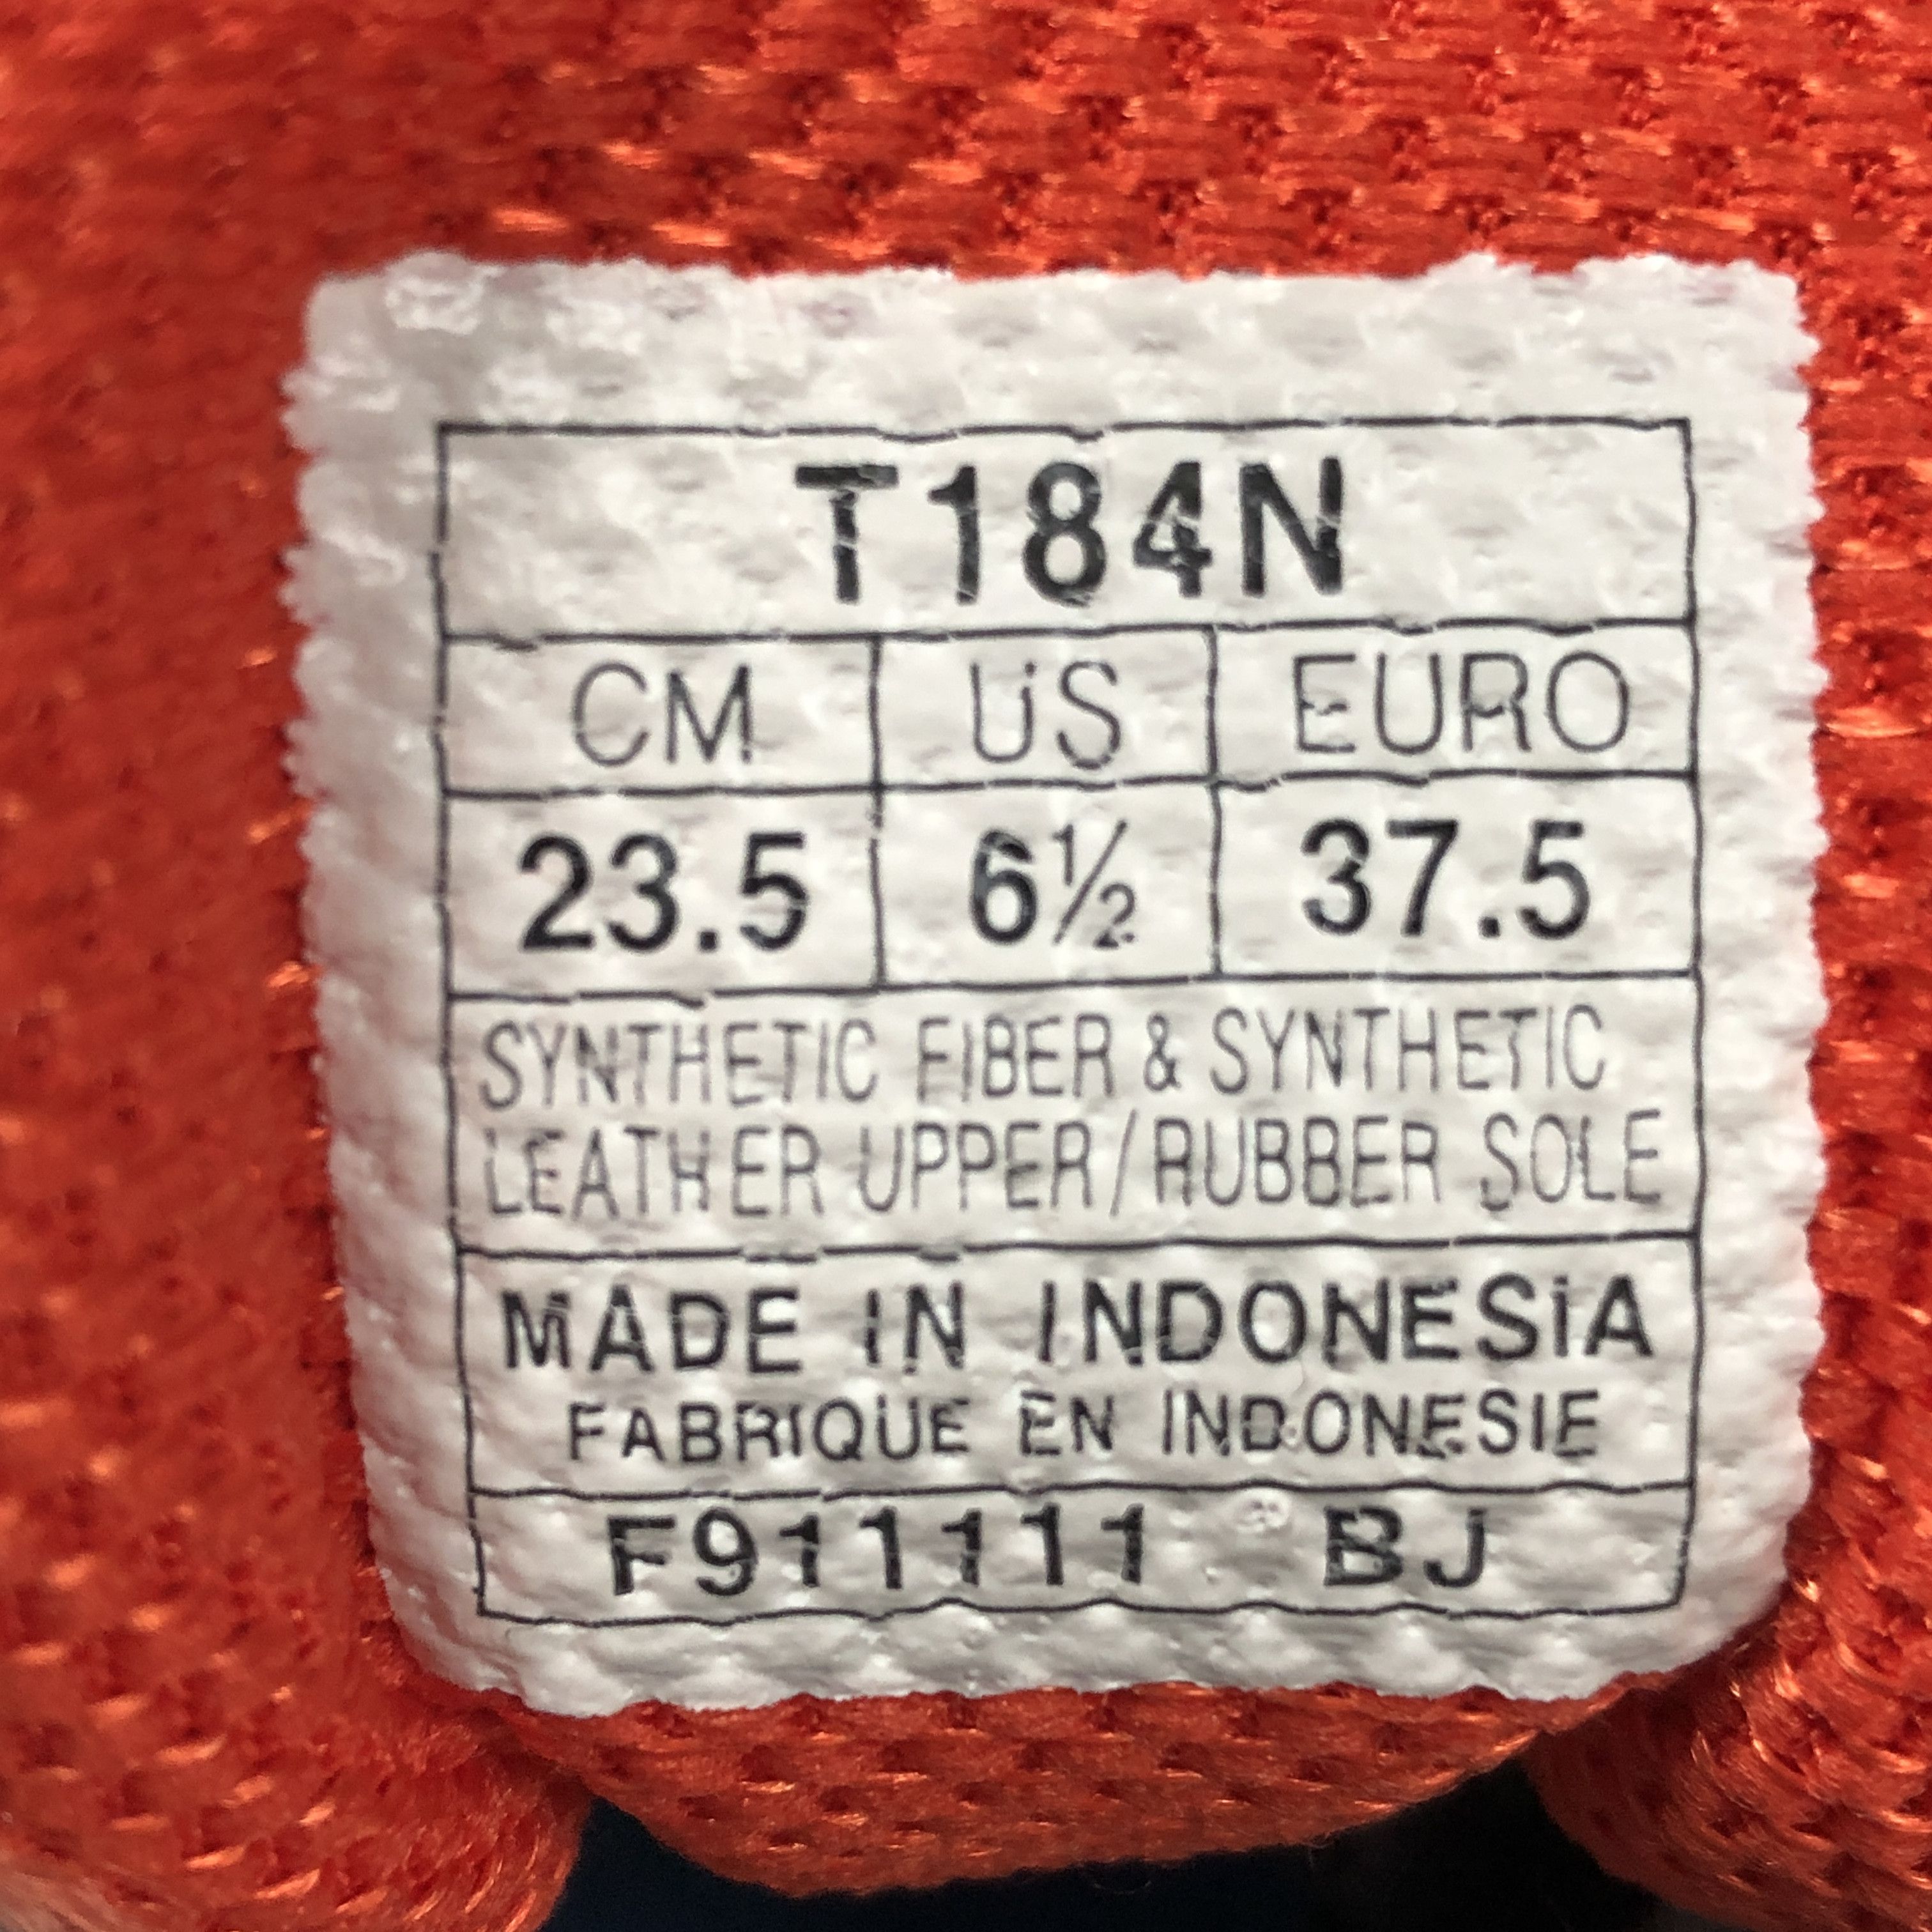 T184N
CM US EURO
23.5 6½ 37.5
SYNTHETIC FIBER & SYNTHETIC
LEATHER UPPER/RUBBER SOLE
MADE IN INDONESIA
FABRIQUE EN INDONESIE
F911111 BJ